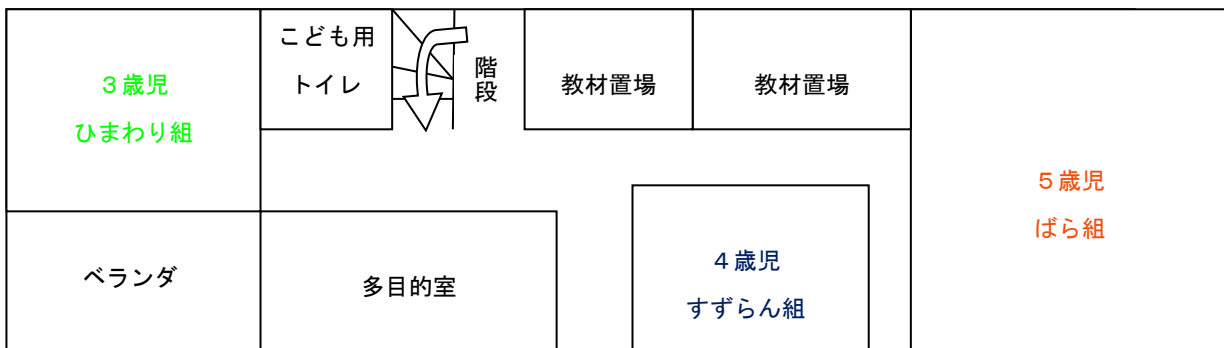 ３歳児
ひまわり組
こども用
トイレ
階段
教材置場
教材置場
５歳児
ばら組
ベランダ
多目的室
４歳児
すずらん組